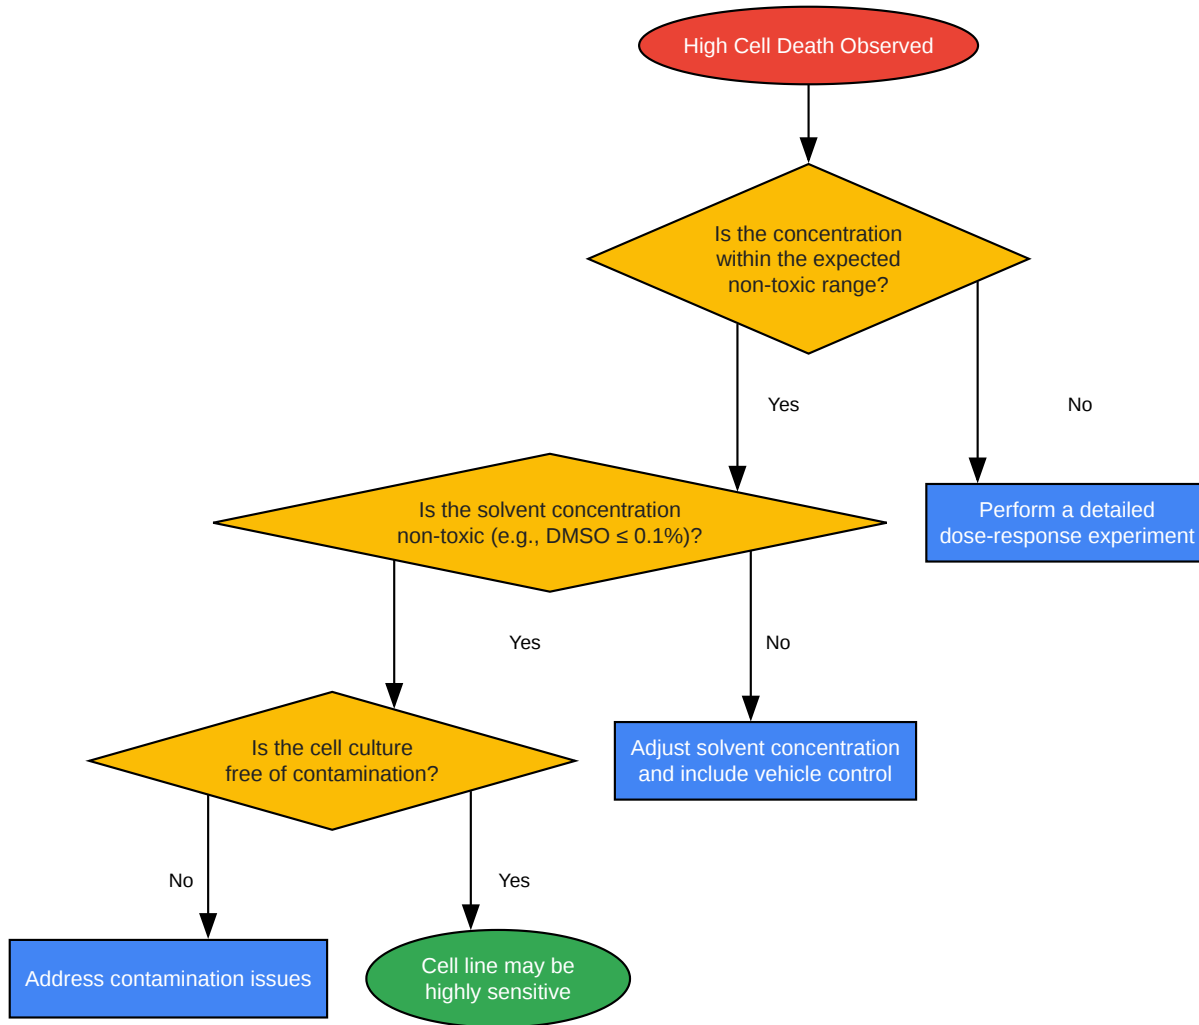 High Cell Death Observed
Is the concentration
within the expected
non-toxic range?
Yes
No
Is the solvent concentration
non-toxic (e.g., DMSO ≤ 0.1%)?
Perform a detailed
dose-response experiment
Yes
No
Is the cell culture
free of contamination?
Adjust solvent concentration
and include vehicle control
No
Yes
Address contamination issues
Cell line may be
highly sensitive